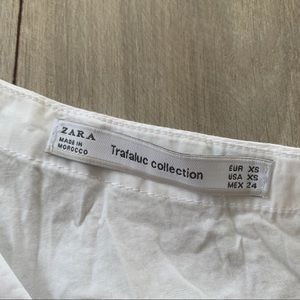 ZARA
MADE IN
MOROCCO
Trafaluc collection
EUR XS
USA XS
MEX 24